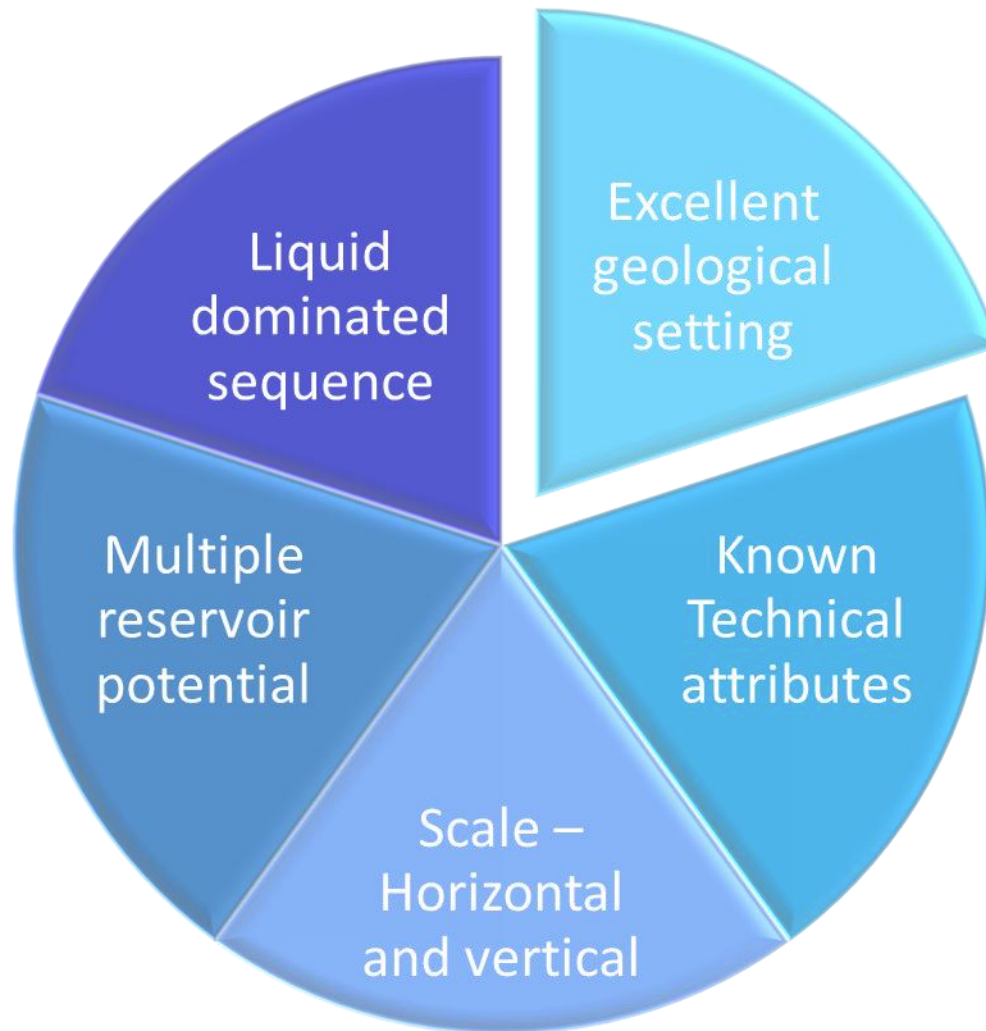 Excellent
geological
setting
Known
Technical
attributes
Scale –
Horizontal
and vertical
Multiple
reservoir
potential
Liquid
dominated
sequence